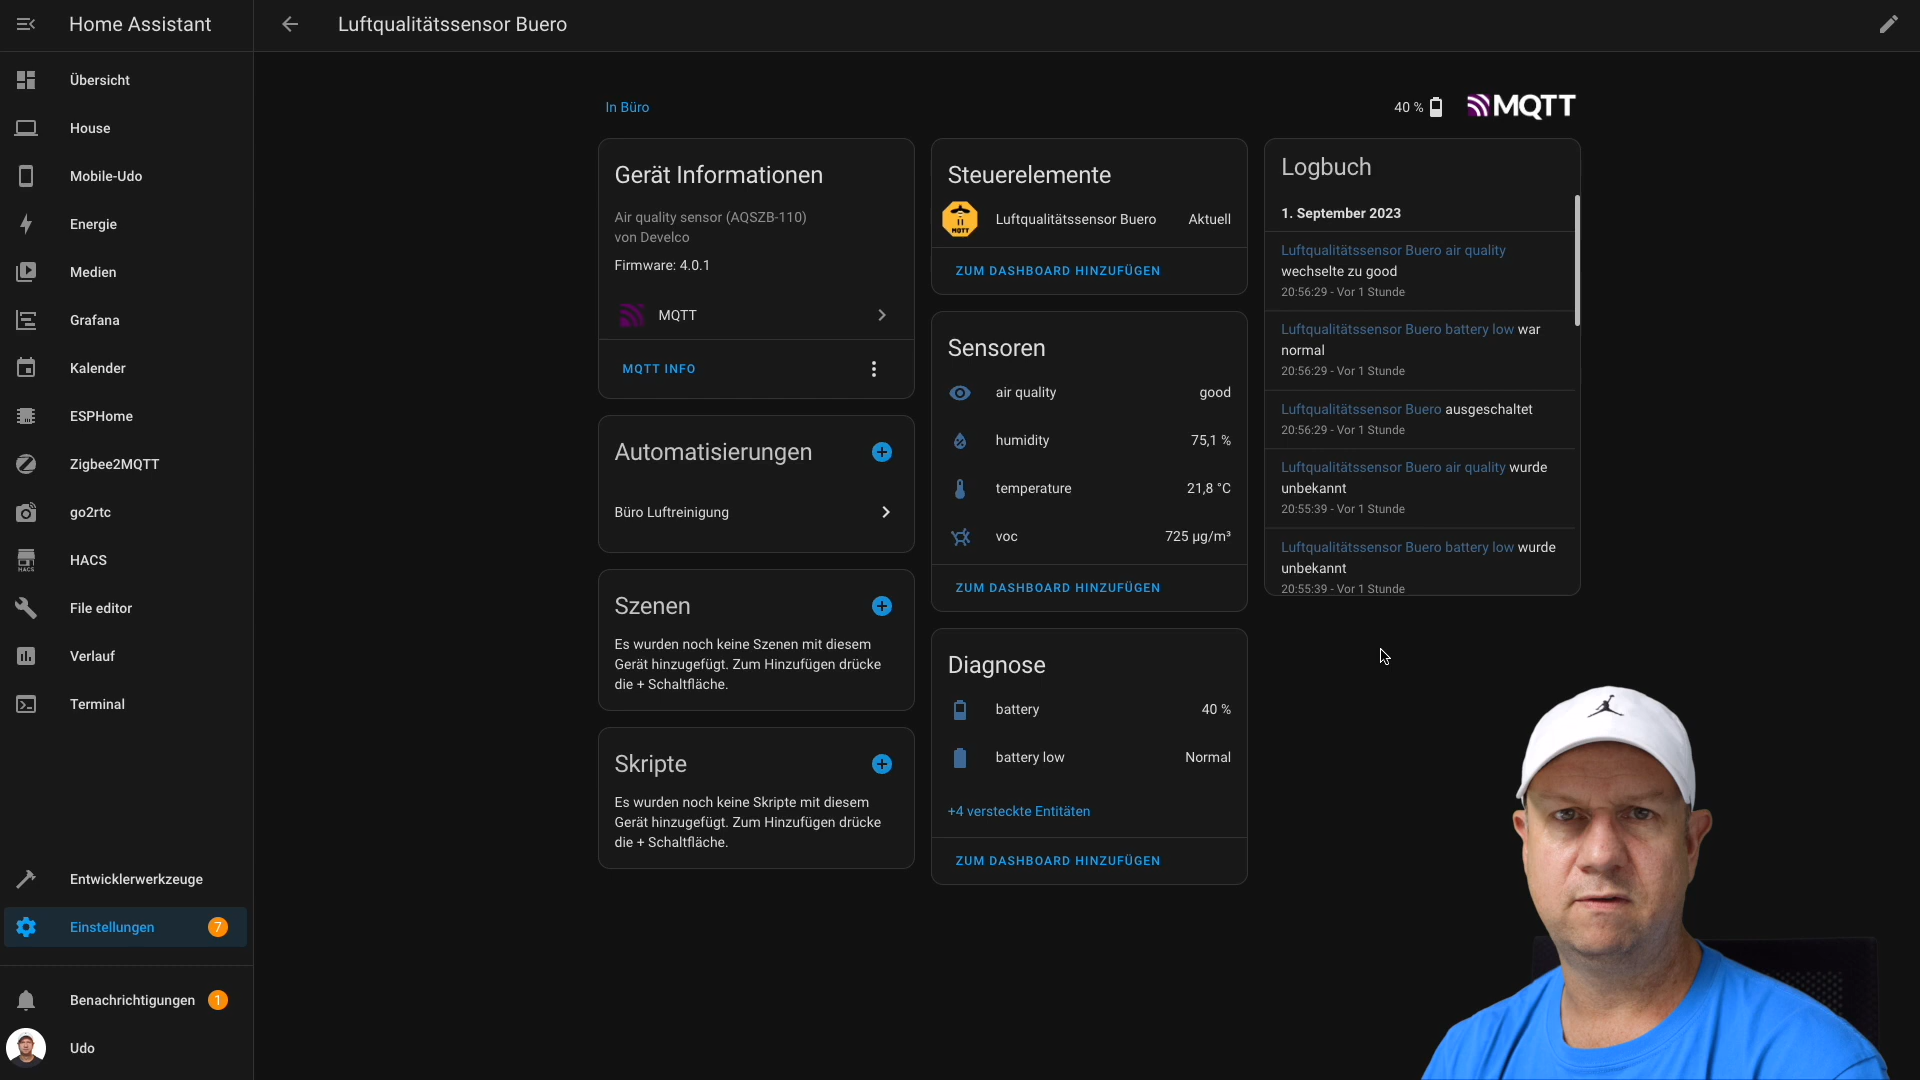 Home Assistant
Luftqualitätssensor Buero
Übersicht
House
Mobile-Udo
Energie
Medien
Grafana
Kalender
ESPHome
Zigbee2MQTT
go2rtc
HACS
HACS
File editor
Verlauf
Terminal
Entwicklerwerkzeuge
Einstellungen
7
Benachrichtigungen
1
Udo
In Büro
40 %
MQTT
Gerät Informationen
Air quality sensor (AQSZB-110)
von Develco
Firmware: 4.0.1
MQTT
MQTT INFO
Automatisierungen
Büro Luftreinigung
Szenen
Es wurden noch keine Szenen mit diesem
Gerät hinzugefügt. Zum Hinzufügen drücke
die + Schaltfläche.
Skripte
Es wurden noch keine Skripte mit diesem
Gerät hinzugefügt. Zum Hinzufügen drücke
die + Schaltfläche.
Steuerelemente
MQTT
Luftqualitätssensor Buero Aktuell
ZUM DASHBOARD HINZUFÜGEN
Sensoren
air quality good
humidity 75,1 %
temperature 21,8 °C
voc 725 µg/m³
ZUM DASHBOARD HINZUFÜGEN
Diagnose
battery 40 %
battery low Normal
+4 versteckte Entitäten
ZUM DASHBOARD HINZUFÜGEN
Logbuch
1. September 2023
Luftqualitätssensor Buero air quality
wechselte zu good
20:56:29 - Vor 1 Stunde
Luftqualitätssensor Buero battery low war
normal
20:56:29 - Vor 1 Stunde
Luftqualitätssensor Buero ausgeschaltet
20:56:29 - Vor 1 Stunde
Luftqualitätssensor Buero air quality wurde
unbekannt
20:55:39 - Vor 1 Stunde
Luftqualitätssensor Buero battery low wurde
unbekannt
20:55:39 - Vor 1 Stunde